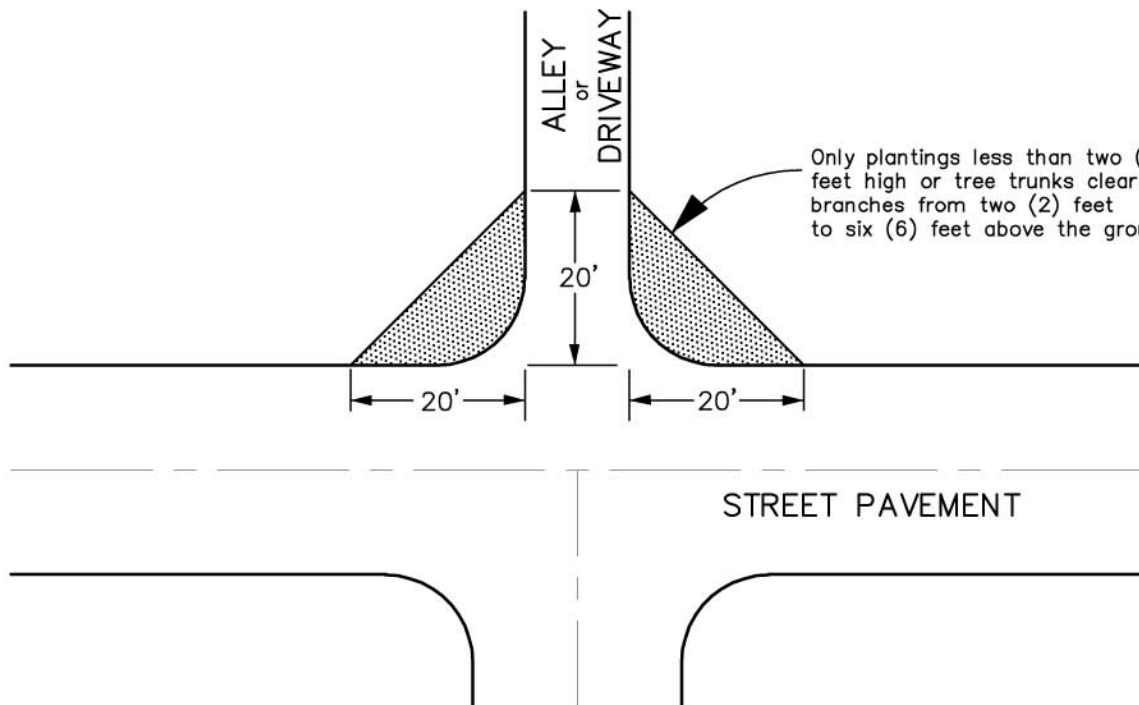 ALLEY
or
DRIVEWAY
Only plantings less than two (
feet high or tree trunks clear
branches from two (2) feet
to six (6) feet above the grou
20'
20'
20'
STREET PAVEMENT